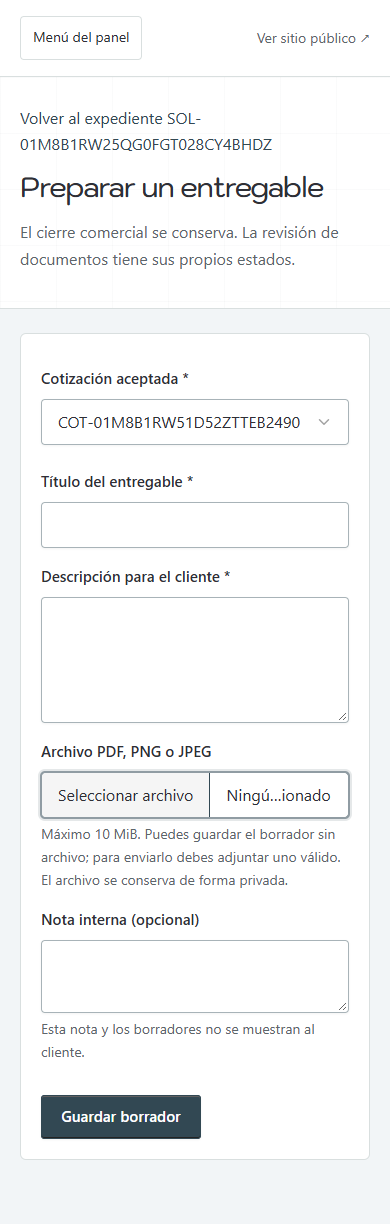 Menú del panel
Ver sitio público ↗
Volver al expediente SOL-
01M8B1RW25QG0FGT028CY4BHDZ
Preparar un entregable
El cierre comercial se conserva. La revisión de
documentos tiene sus propios estados.
Cotización aceptada *
COT-01M8B1RW51D52ZTTEB2490
Título del entregable *
Descripción para el cliente *
Archivo PDF, PNG o JPEG
Seleccionar archivo
Ningú...ionado
Máximo 10 MiB. Puedes guardar el borrador sin
archivo; para enviarlo debes adjuntar uno válido.
El archivo se conserva de forma privada.
Nota interna (opcional)
Esta nota y los borradores no se muestran al
cliente.
Guardar borrador